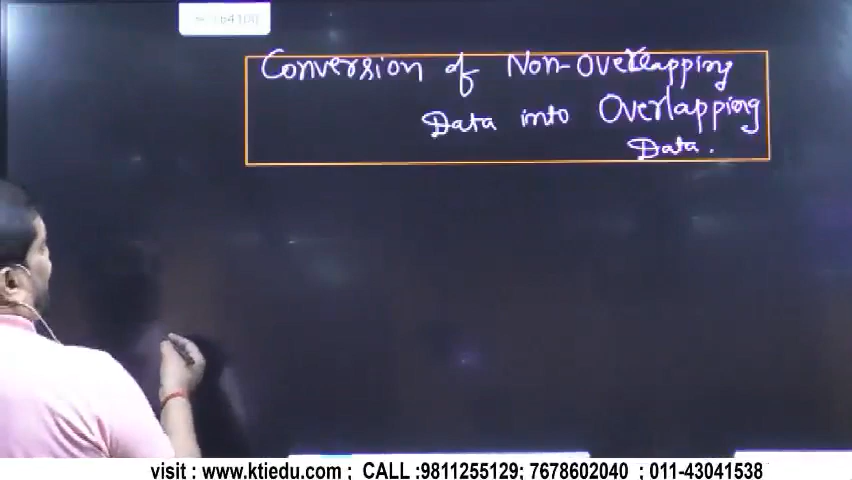 Conversion of Non-Overlapping
Data into Overlapping
Data.
visit : www.ktiedu.com ; CALL :9811255129; 7678602040 ; 011-43041538